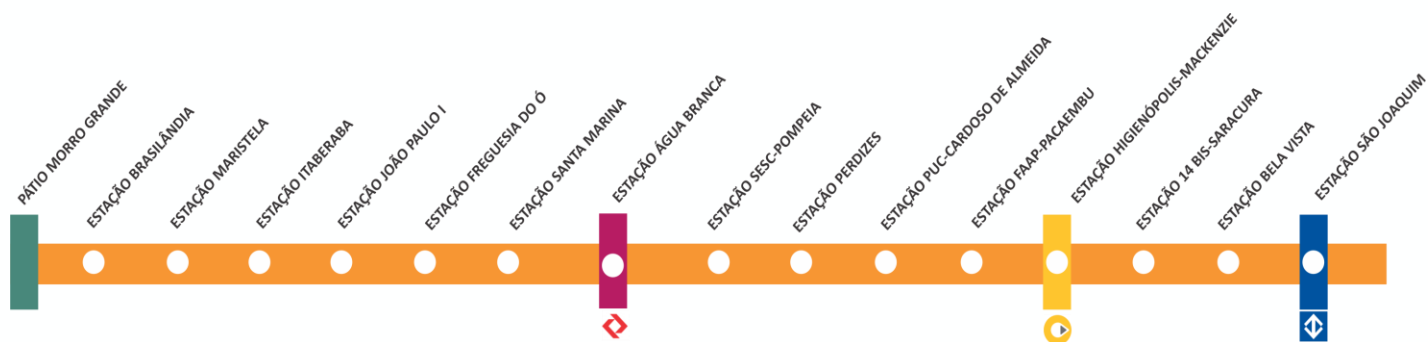 PÁTIO MORRO GRANDE
ESTAÇÃO BRASILÂNDIA
ESTAÇÃO MARISTELA
ESTAÇÃO ITABERABA
ESTAÇÃO JOÃO PAULO I
ESTAÇÃO FREGUESIA DO Ó
ESTAÇÃO SANTA MARINA
ESTAÇÃO ÁGUA BRANCA
ESTAÇÃO SESC-POMPEIA
ESTAÇÃO PERDIZES
ESTAÇÃO PUC-CARDOSO DE ALMEIDA
ESTAÇÃO FAAP-PACAEMBU
ESTAÇÃO HIGIENÓPOLIS-MACKENZIE
ESTAÇÃO 14 BIS-SARACURA
ESTAÇÃO BELA VISTA
ESTAÇÃO SÃO JOAQUIM